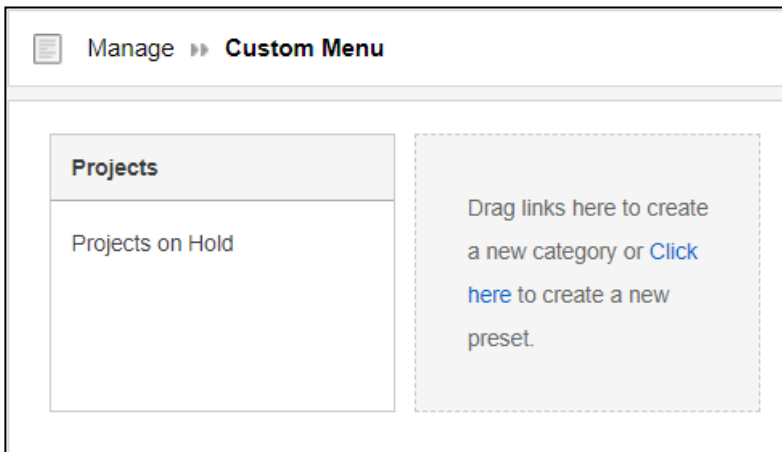 Manage Custom Menu
Projects
Projects on Hold
Drag links here to create
a new category or Click
here to create a new
preset.